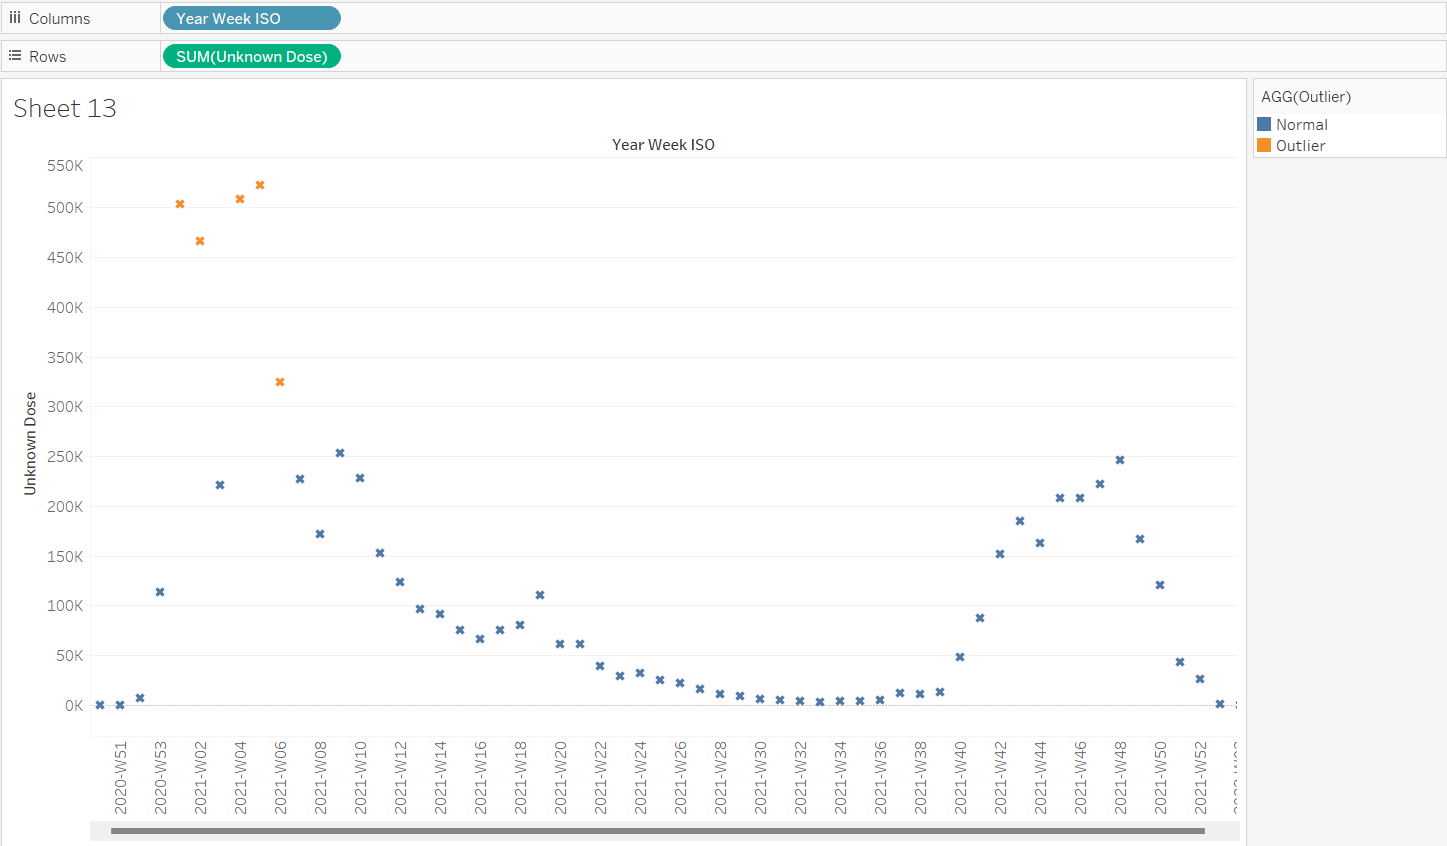 Columns
Year Week ISO
Rows
SUM(Unknown Dose)
Sheet 13
AGG(Outlier)
Normal
Outlier
Year Week ISO
Unknown Dose
550K
500K
450K
400K
350K
300K
250K
200K
150K
100K
50K
0K
2020-W51
2020-W53
2021-W02
2021-W04
2021-W06
2021-W08
2021-W10
2021-W12
2021-W14
2021-W16
2021-W18
2021-W20
2021-W22
2021-W24
2021-W26
2021-W28
2021-W30
2021-W32
2021-W34
2021-W36
2021-W38
2021-W40
2021-W42
2021-W44
2021-W46
2021-W48
2021-W50
2021-W52